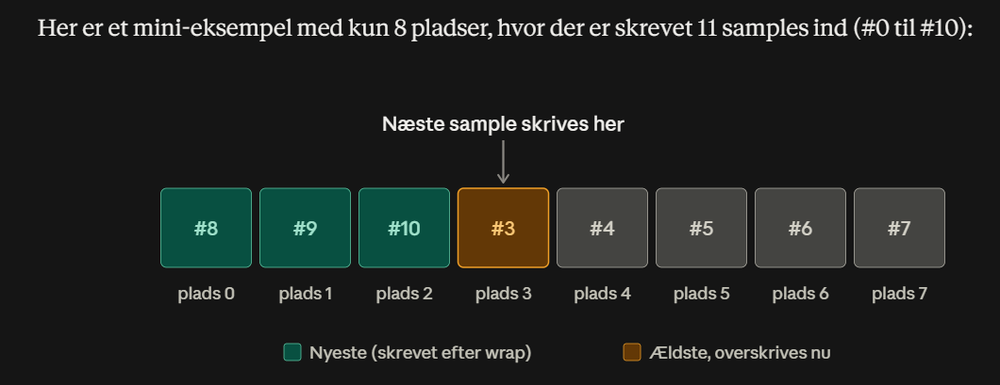 Her er et mini-eksempel med kun 8 pladser, hvor der er skrevet 11 samples ind (#0 til #10):
Næste sample skrives her
#8 #9 #10 #3 #4 #5 #6 #7
plads 0 plads 1 plads 2 plads 3 plads 4 plads 5 plads 6 plads 7
Nyeste (skrevet efter wrap) Ældste, overskrives nu